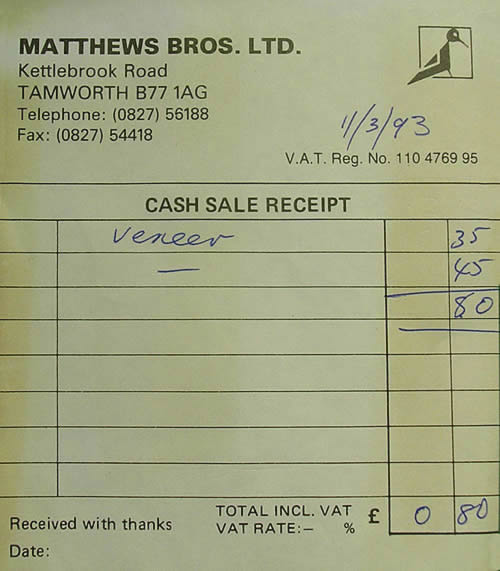 MATTHEWS BROS. LTD.
Kettlebrook Road
TAMWORTH B77 1AG
Telephone: (0827) 56188
Fax: (0827) 54418
11/3/93
V.A.T. Reg. No. 110 4769 95
CASH SALE RECEIPT
Veneer 35
— 45
80
TOTAL INCL. VAT £ 0 80
Received with thanks VAT RATE:– %
Date: